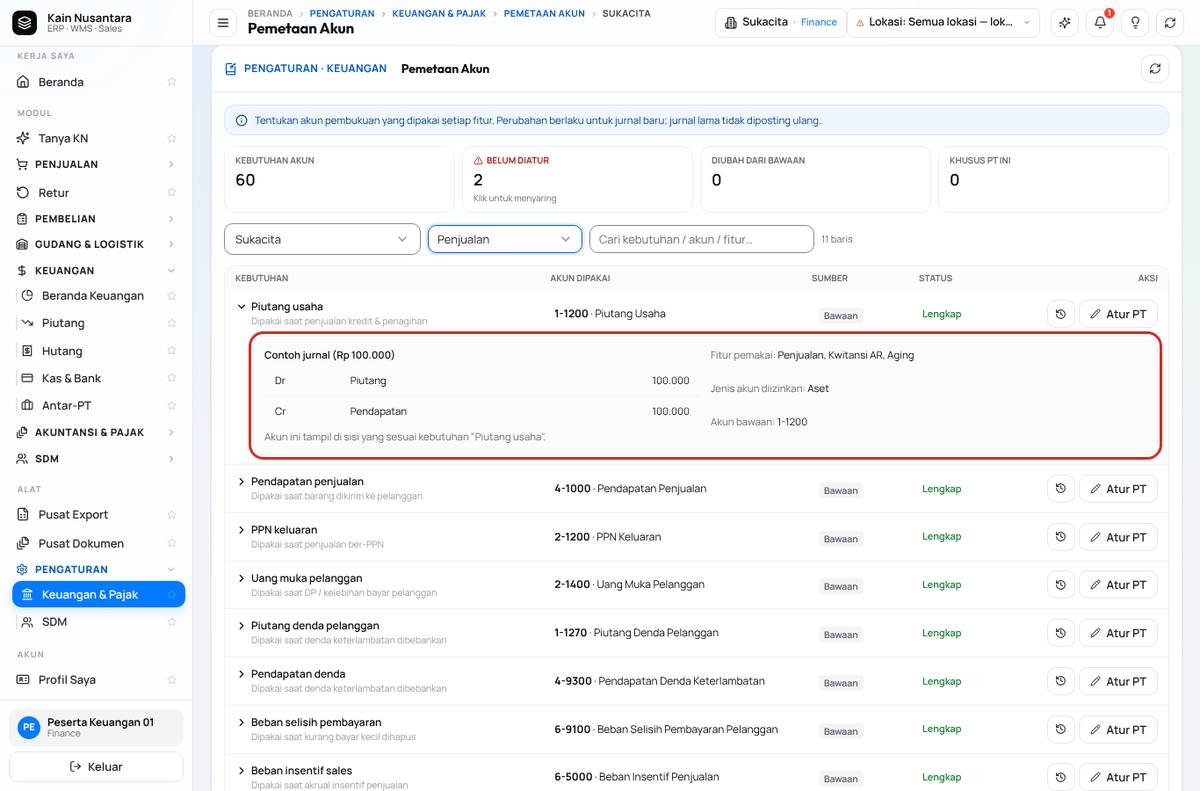 Kain Nusantara
ERP · WMS · Sales
KERJA SAYA
Beranda
MODUL
Tanya KN
PENJUALAN
Retur
PEMBELIAN
GUDANG & LOGISTIK
KEUANGAN
Beranda Keuangan
Piutang
Hutang
Kas & Bank
Antar-PT
AKUNTANSI & PAJAK
SDM
ALAT
Pusat Export
Pusat Dokumen
PENGATURAN
Keuangan & Pajak
SDM
AKUN
Profil Saya
PE
Peserta Keuangan 01
Finance
Keluar
BERANDA › PENGATURAN › KEUANGAN & PAJAK › PEMETAAN AKUN › SUKACITA
Pemetaan Akun
Sukacita · Finance
Lokasi: Semua lokasi — lok...
1
PENGATURAN · KEUANGAN Pemetaan Akun
Tentukan akun pembukuan yang dipakai setiap fitur. Perubahan berlaku untuk jurnal baru; jurnal lama tidak diposting ulang.
KEBUTUHAN AKUN
60
BELUM DIATUR
2
Klik untuk menyaring
DIUBAH DARI BAWAAN
0
KHUSUS PT INI
0
Sukacita
Penjualan
Cari kebutuhan / akun / fitur...
11 baris
KEBUTUHAN AKUN DIPAKAI SUMBER STATUS AKSI
Piutang usaha
Dipakai saat penjualan kredit & penagihan
1-1200 · Piutang Usaha Bawaan Lengkap Atur PT
Contoh jurnal (Rp 100.000)
Dr Piutang 100.000
Cr Pendapatan 100.000
Akun ini tampil di sisi yang sesuai kebutuhan "Piutang usaha".
Fitur pemakai: Penjualan, Kwitansi AR, Aging
Jenis akun diizinkan: Aset
Akun bawaan: 1-1200
Pendapatan penjualan
Dipakai saat barang dikirim ke pelanggan
4-1000 · Pendapatan Penjualan Bawaan Lengkap Atur PT
PPN keluaran
Dipakai saat penjualan ber-PPN
2-1200 · PPN Keluaran Bawaan Lengkap Atur PT
Uang muka pelanggan
Dipakai saat DP / kelebihan bayar pelanggan
2-1400 · Uang Muka Pelanggan Bawaan Lengkap Atur PT
Piutang denda pelanggan
Dipakai saat denda keterlambatan dibebankan
1-1270 · Piutang Denda Pelanggan Bawaan Lengkap Atur PT
Pendapatan denda
Dipakai saat denda keterlambatan dibebankan
4-9300 · Pendapatan Denda Keterlambatan Bawaan Lengkap Atur PT
Beban selisih pembayaran
Dipakai saat kurang bayar kecil dihapus
6-9100 · Beban Selisih Pembayaran Pelanggan Bawaan Lengkap Atur PT
Beban insentif sales
Dipakai saat akrual insentif penjualan
6-5000 · Beban Insentif Penjualan Bawaan Lengkap Atur PT